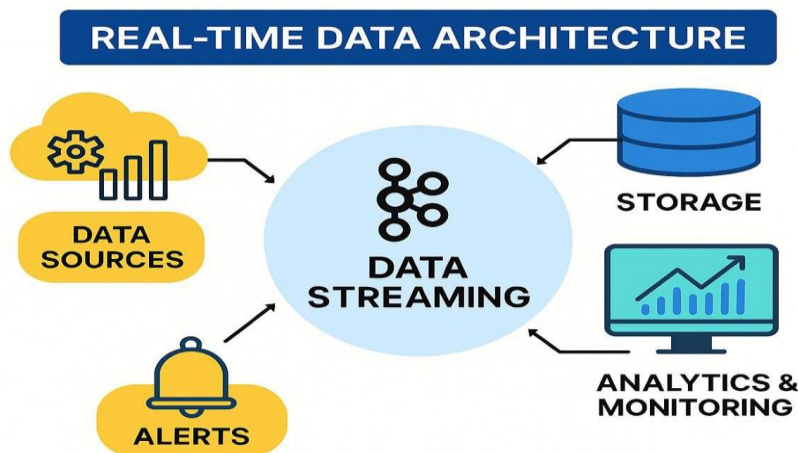 REAL-TIME DATA ARCHITECTURE
DATA
SOURCES
DATA
STREAMING
STORAGE
ALERTS
ANALYTICS &
MONITORING